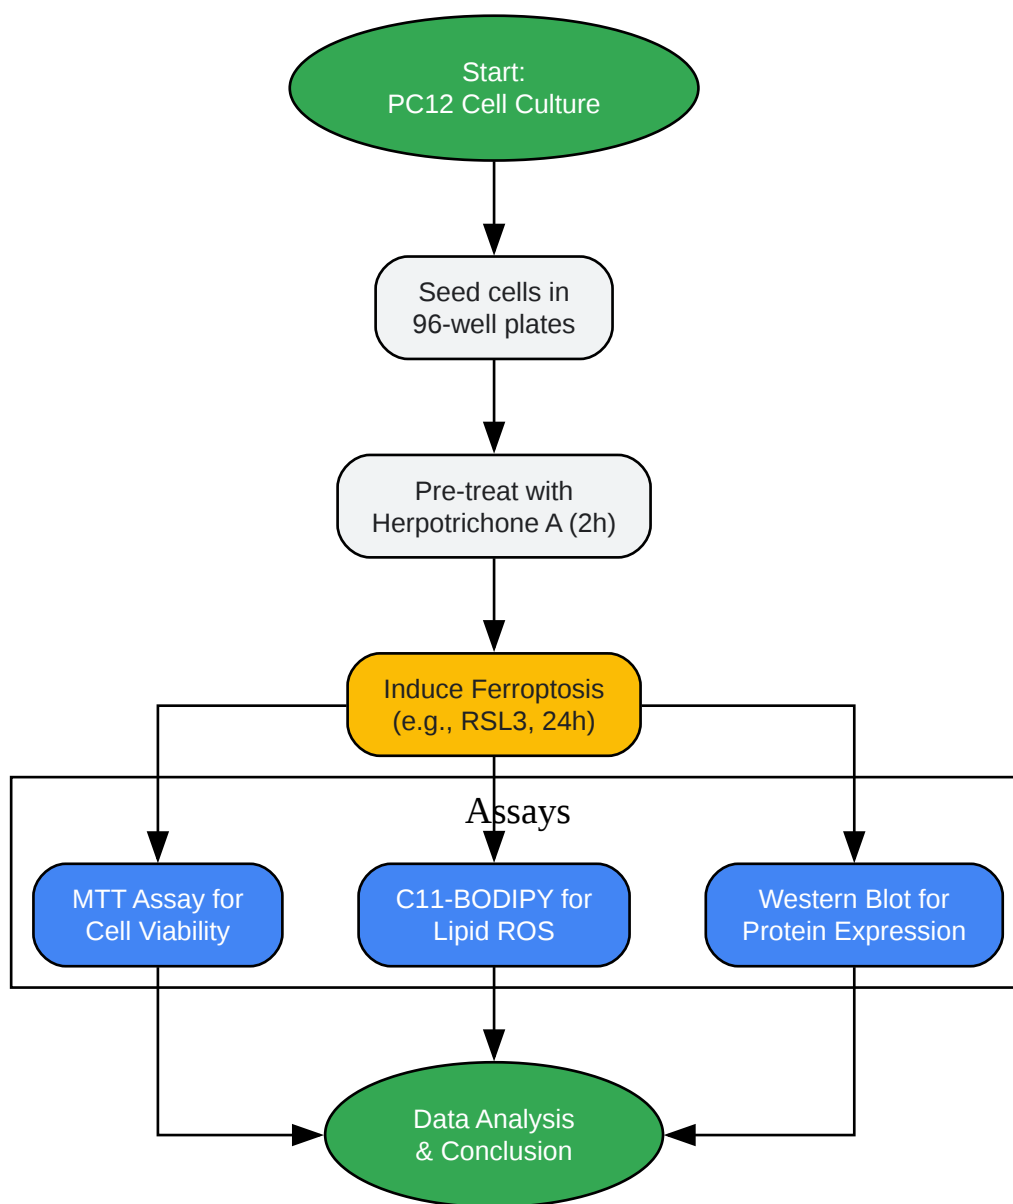 Start:
PC12 Cell Culture
Seed cells in
96-well plates
Pre-treat with
Herpotrichone A (2h)
Induce Ferroptosis
(e.g., RSL3, 24h)
Assays
MTT Assay for
Cell Viability
C11-BODIPY for
Lipid ROS
Western Blot for
Protein Expression
Data Analysis
& Conclusion